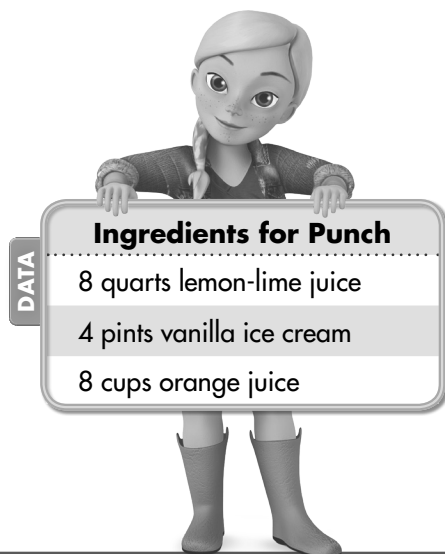 Ingredients for Punch
DATA
8 quarts lemon-lime juice
4 pints vanilla ice cream
8 cups orange juice